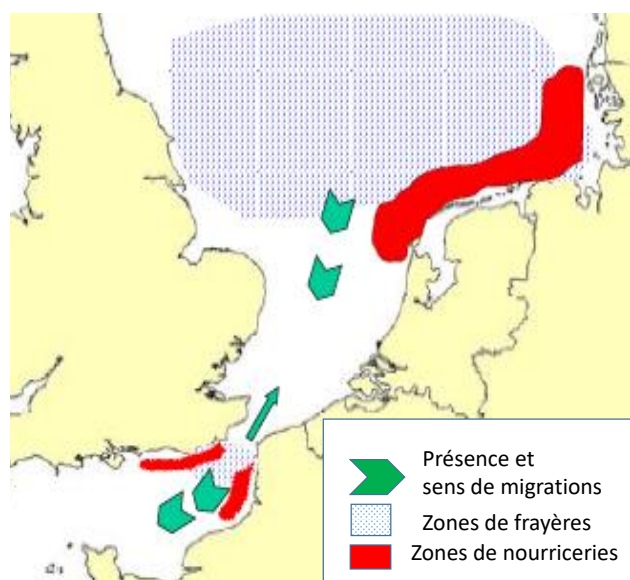 Présence et
sens de migrations
Zones de frayères
Zones de nourriceries